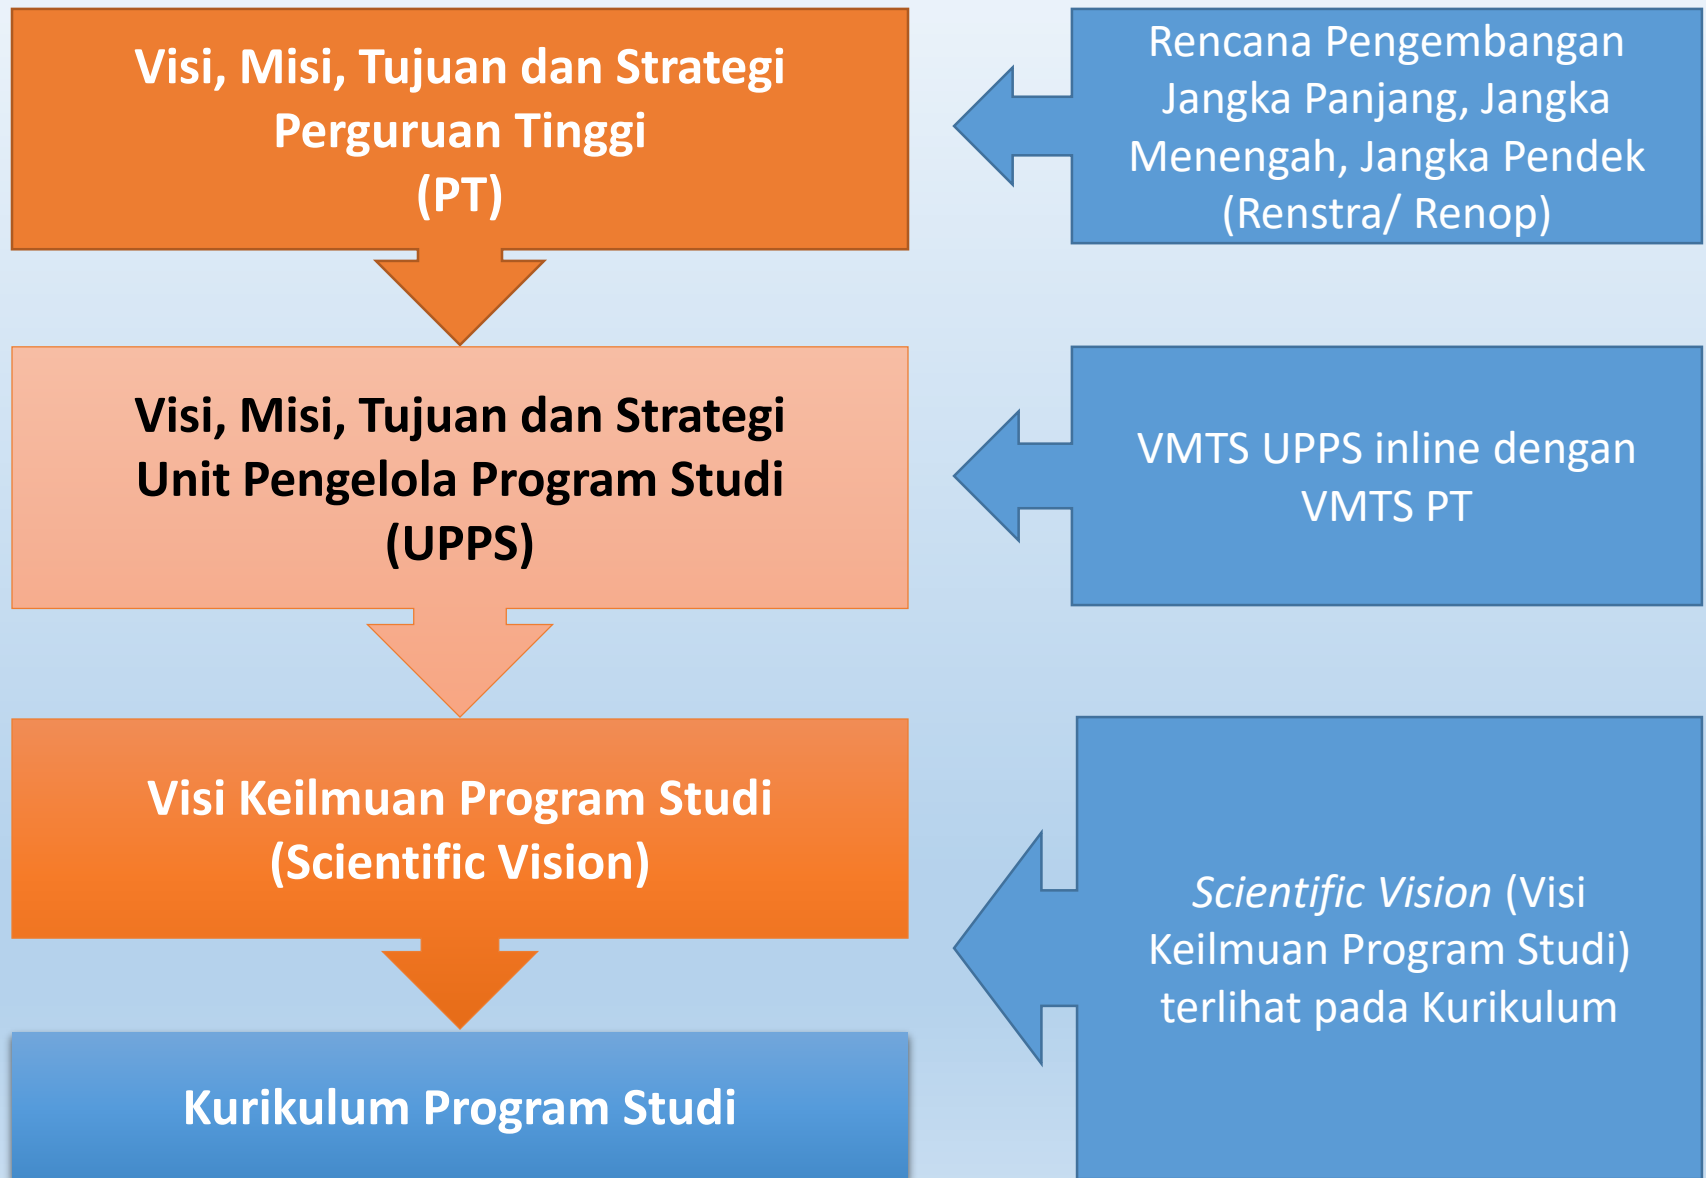 Visi, Misi, Tujuan dan Strategi
Perguruan Tinggi
(PT)
Rencana Pengembangan
Jangka Panjang, Jangka
Menengah, Jangka Pendek
(Renstra/ Renop)
Visi, Misi, Tujuan dan Strategi
Unit Pengelola Program Studi
(UPPS)
VMTS UPPS inline dengan
VMTS PT
Visi Keilmuan Program Studi
(Scientific Vision)
Scientific Vision (Visi
Keilmuan Program Studi)
terlihat pada Kurikulum
Kurikulum Program Studi